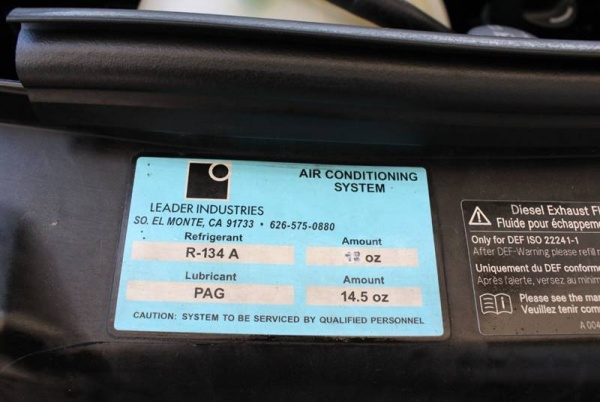 AIR CONDITIONING
SYSTEM
LEADER INDUSTRIES
SO. EL MONTE, CA 91733 • 626-575-0880
Refrigerant Amount
R-134 A oz
Lubricant Amount
PAG 14.5 oz
CAUTION: SYSTEM TO BE SERVICED BY QUALIFIED PERSONNEL
Diesel Exhaust
Fluide pour échappeme
Only for DEF ISO 22241-1
After DEF-Warning please refill
Uniquement du DEF conforme
Après l'alerte, versez au minim
Please see the ma
Veuillez tenir com
A 004